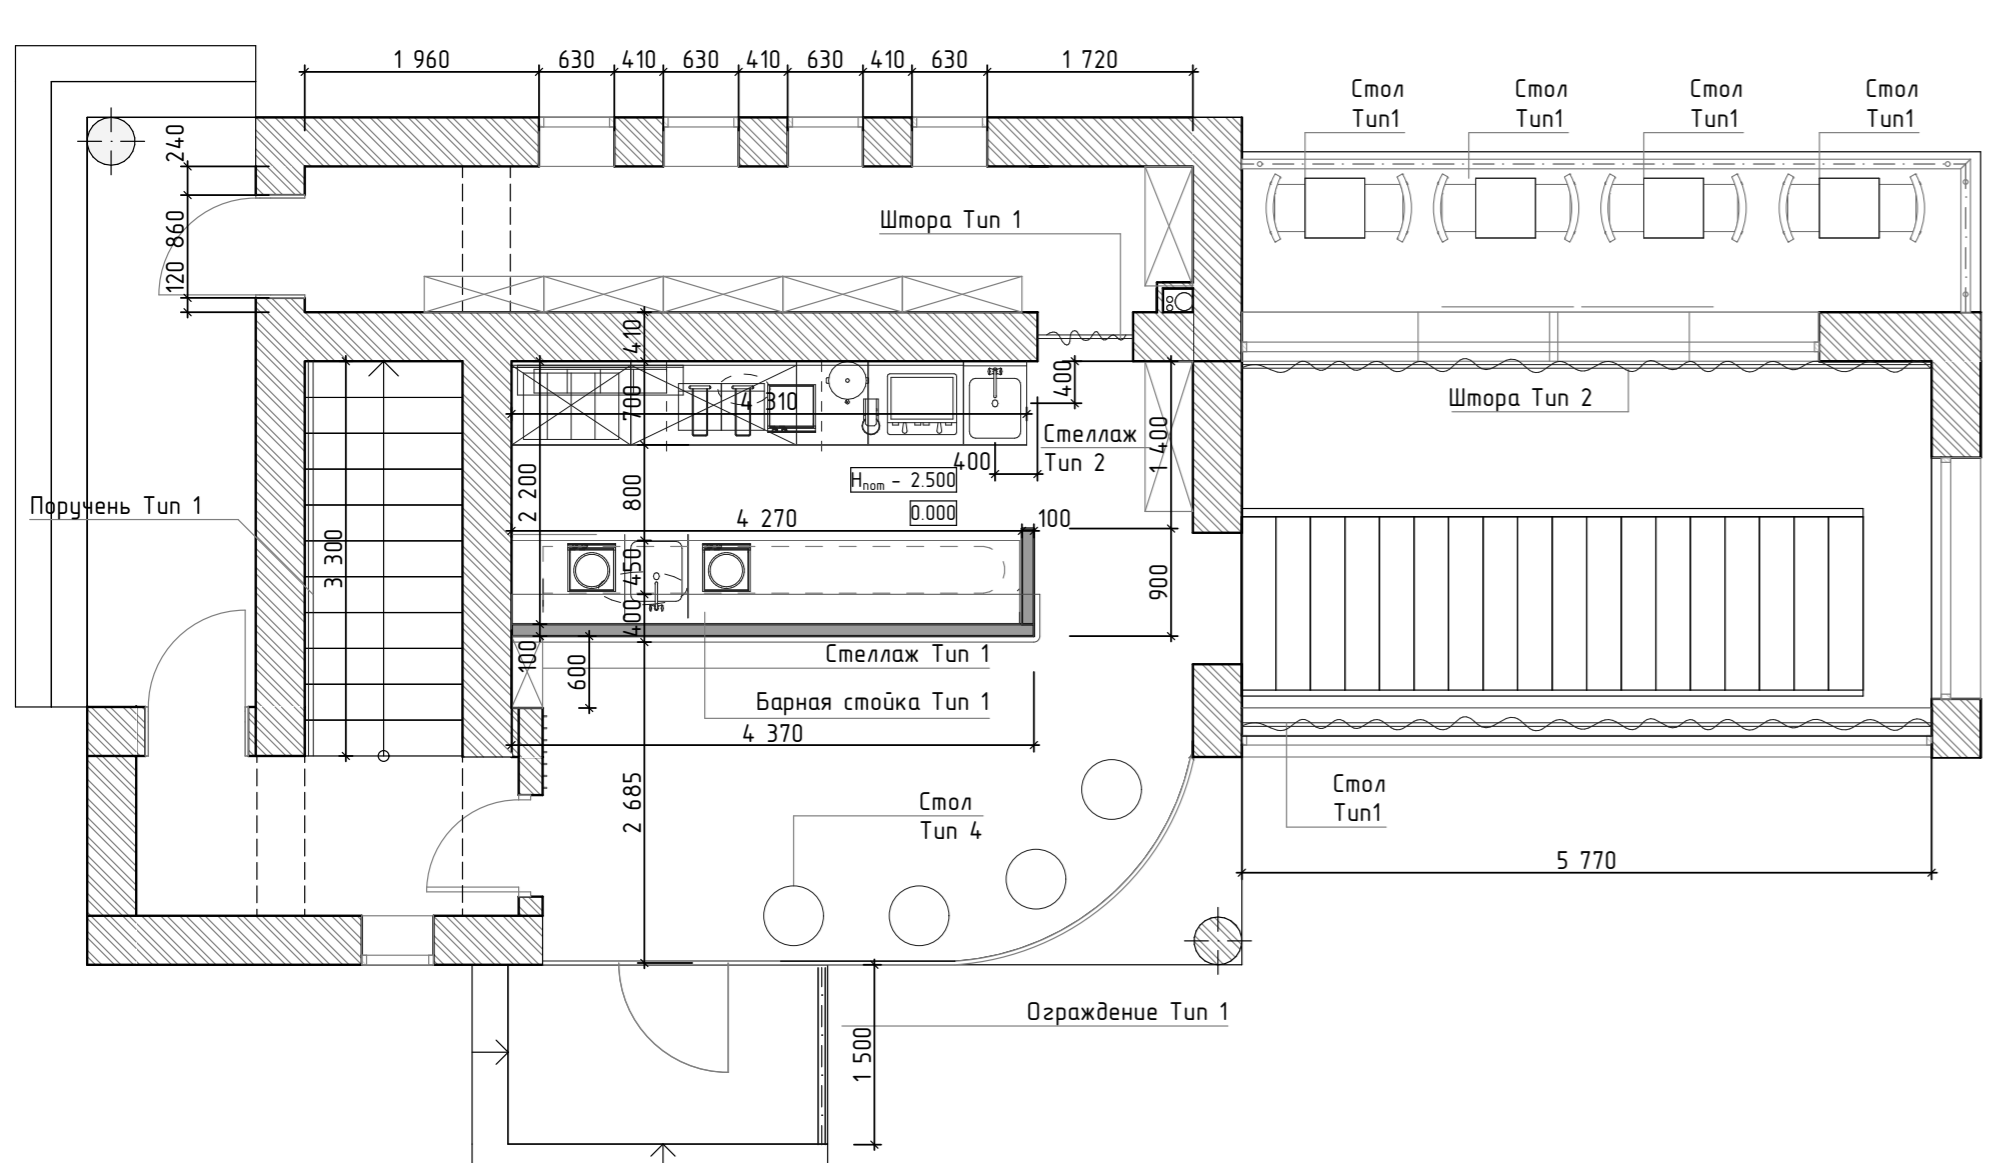 1 960 630 410 630 410 630 410 630 1 720
Стол
Тип1
Стол
Тип1
Стол
Тип1
Стол
Тип1
240
860
120
Штора Тип 1
410
700
4 310
400
Штора Тип 2
Стеллаж
Тип 2
400
1 400
Hпот – 2.500
0.000
2 200
800
4 270
100
Поручень Тип 1
3 300
450
400
900
100
600
Стеллаж Тип 1
Барная стойка Тип 1
4 370
2 685
Стол
Тип 4
Стол
Тип1
5 770
Ограждение Тип 1
1 500